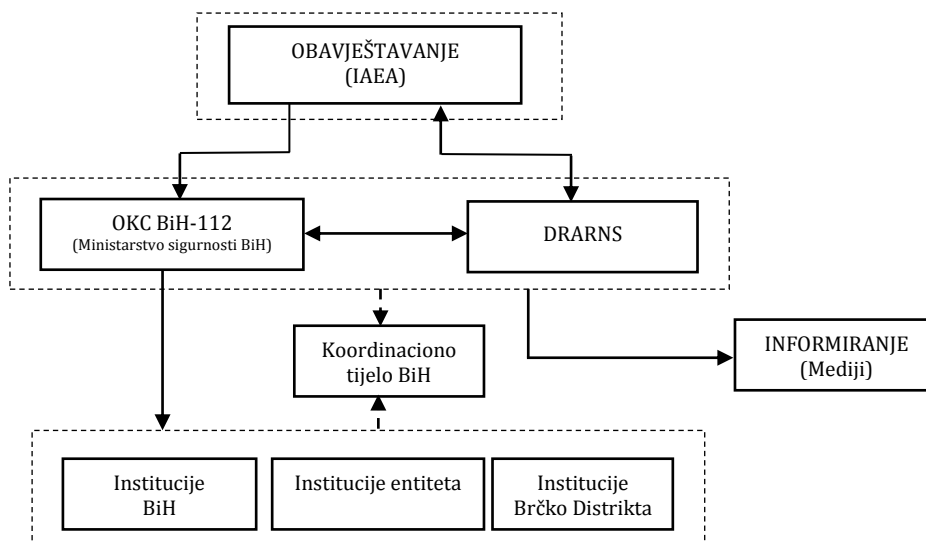 OBAVJEŠTAVANJE
(IAEA)
OKC BiH-112
(Ministarstvo sigurnosti BiH)
DRARNS
Koordinaciono
tijelo BiH
INFORMIRANJE
(Mediji)
Institucije
BiH
Institucije entiteta
Institucije
Brčko Distrikta